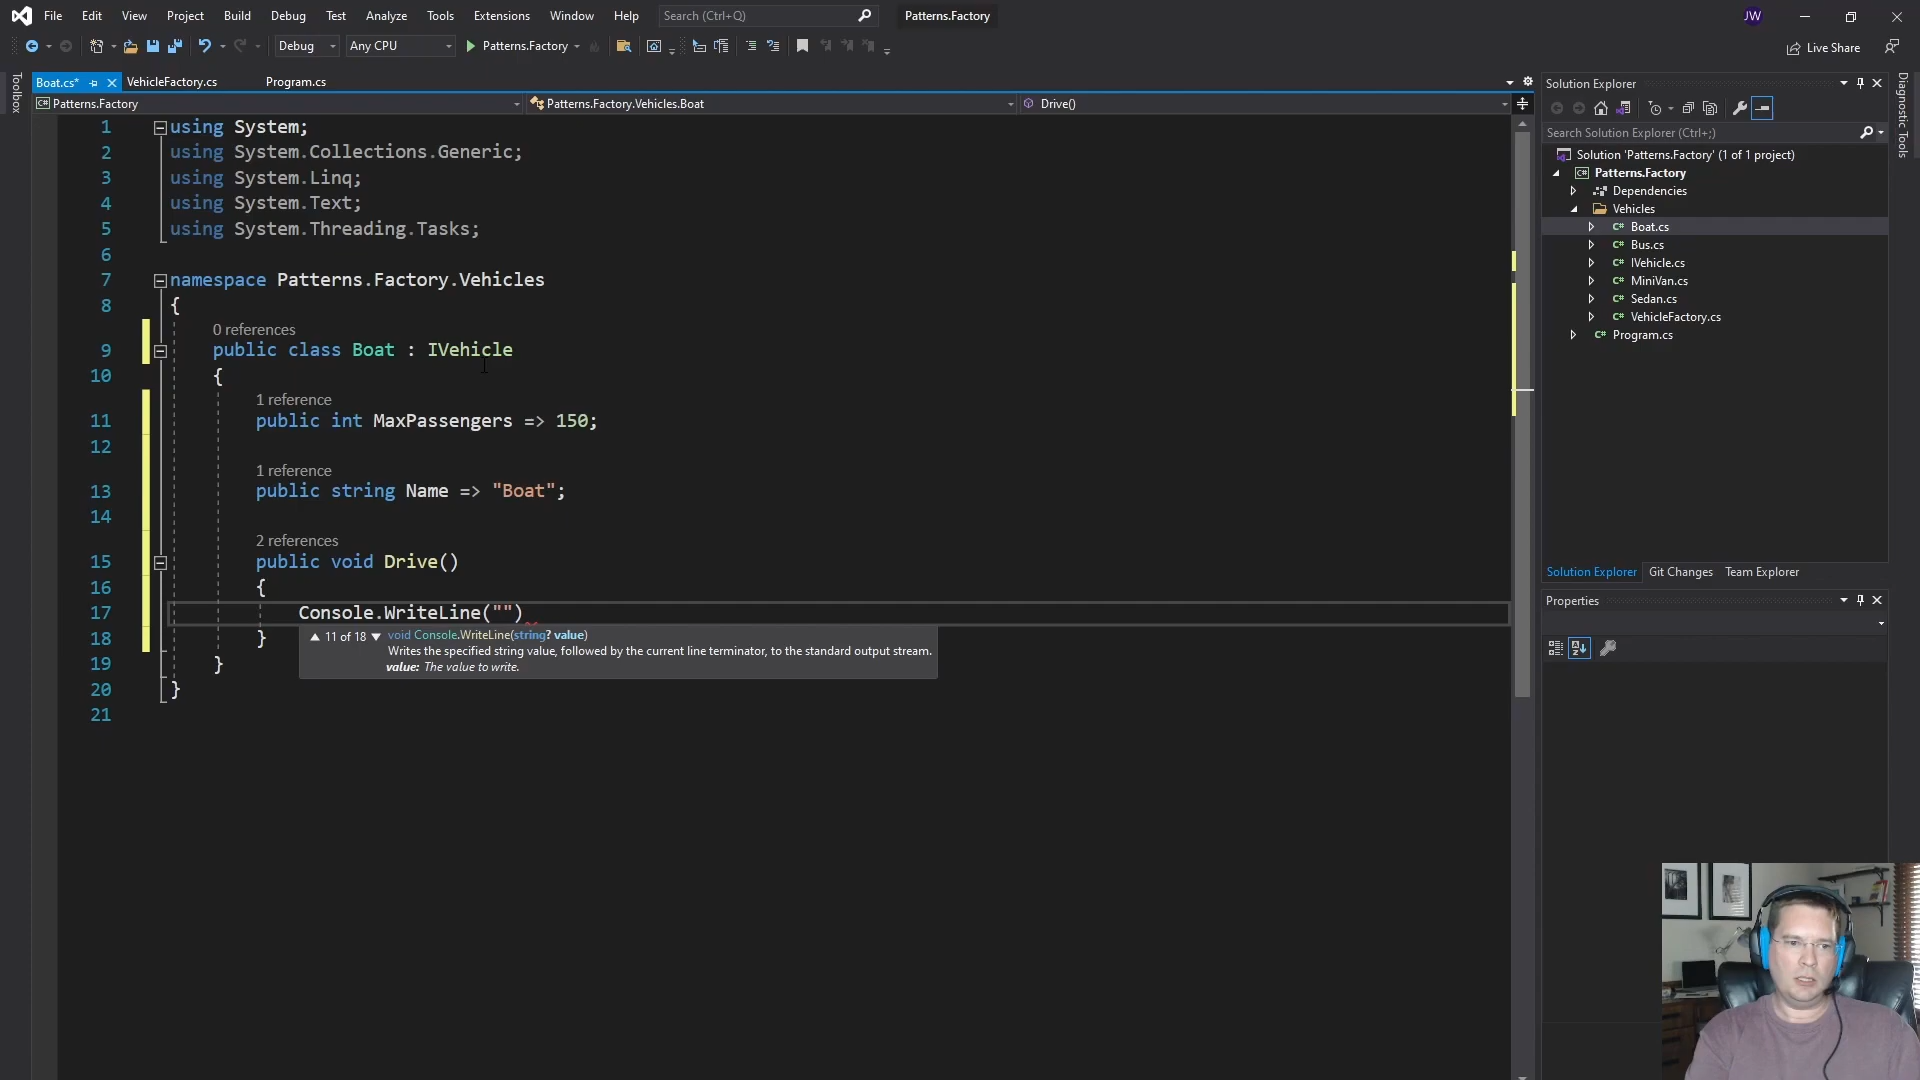 File Edit View Project Build Debug Test Analyze Tools Extensions Window Help Search (Ctrl+Q) Patterns.Factory JW
Debug Any CPU Patterns.Factory Live Share
Toolbox
Boat.cs* VehicleFactory.cs Program.cs
Patterns.Factory Patterns.Factory.Vehicles.Boat Drive()
1 using System;
2 using System.Collections.Generic;
3 using System.Linq;
4 using System.Text;
5 using System.Threading.Tasks;
6
7 namespace Patterns.Factory.Vehicles
8 {
0 references
9 public class Boat : IVehicle
10 {
1 reference
11 public int MaxPassengers => 150;
12
1 reference
13 public string Name => "Boat";
14
2 references
15 public void Drive()
16 {
17 Console.WriteLine("")
18 }
▲ 11 of 18 ▼ void Console.WriteLine(string? value)
Writes the specified string value, followed by the current line terminator, to the standard output stream.
value: The value to write.
19 }
20 }
21
Solution Explorer
Search Solution Explorer (Ctrl+;)
Solution 'Patterns.Factory' (1 of 1 project)
Patterns.Factory
Dependencies
Vehicles
C# Boat.cs
C# Bus.cs
C# IVehicle.cs
C# MiniVan.cs
C# Sedan.cs
C# VehicleFactory.cs
C# Program.cs
Solution Explorer Git Changes Team Explorer
Properties
Diagnostic Tools